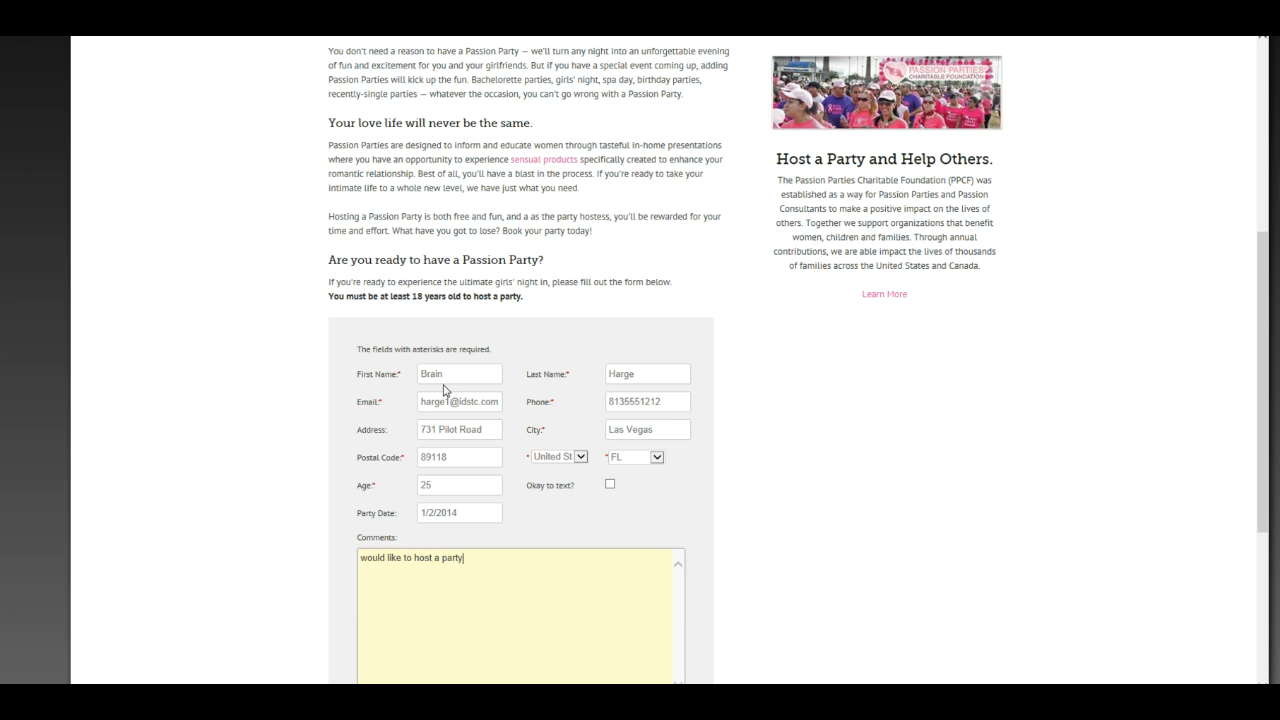 You don't need a reason to have a Passion Party — we'll turn any night into an unforgettable evening
of fun and excitement for you and your girlfriends. But if you have a special event coming up, adding
Passion Parties will kick up the fun. Bachelorette parties, girls' night, spa day, birthday parties,
recently-single parties — whatever the occasion, you can't go wrong with a Passion Party.
Your love life will never be the same.
Passion Parties are designed to inform and educate women through tasteful in-home presentations
where you have an opportunity to experience sensual products specifically created to enhance your
romantic relationship. Best of all, you'll have a blast in the process. If you're ready to take your
intimate life to a whole new level, we have just what you need.
Hosting a Passion Party is both free and fun, and a as the party hostess, you'll be rewarded for your
time and effort. What have you got to lose? Book your party today!
Are you ready to have a Passion Party?
If you're ready to experience the ultimate girls' night in, please fill out the form below.
You must be at least 18 years old to host a party.
The fields with asterisks are required.
First Name:* Brain Last Name:* Harge
Email:* harge1@idstc.com Phone:* 8135551212
Address: 731 Pilot Road City:* Las Vegas
Postal Code:* 89118 * United St * FL
Age:* 25 Okay to text?
Party Date: 1/2/2014
Comments:
would like to host a party
PASSION PARTIES
CHARITABLE FOUNDATION
Host a Party and Help Others.
The Passion Parties Charitable Foundation (PPCF) was
established as a way for Passion Parties and Passion
Consultants to make a positive impact on the lives of
others. Together we support organizations that benefit
women, children and families. Through annual
contributions, we are able impact the lives of thousands
of families across the United States and Canada.
Learn More